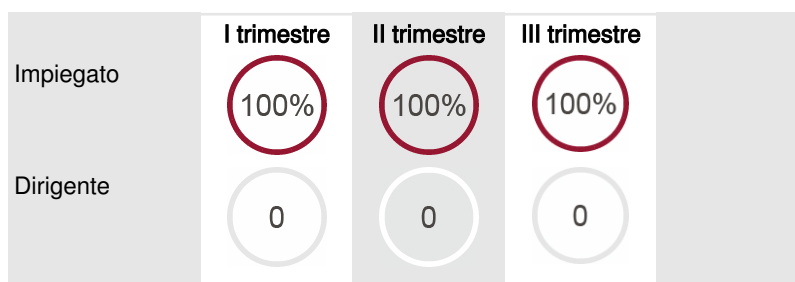 I trimestre II trimestre III trimestre
Impiegato
100% 100% 100%
Dirigente
0 0 0